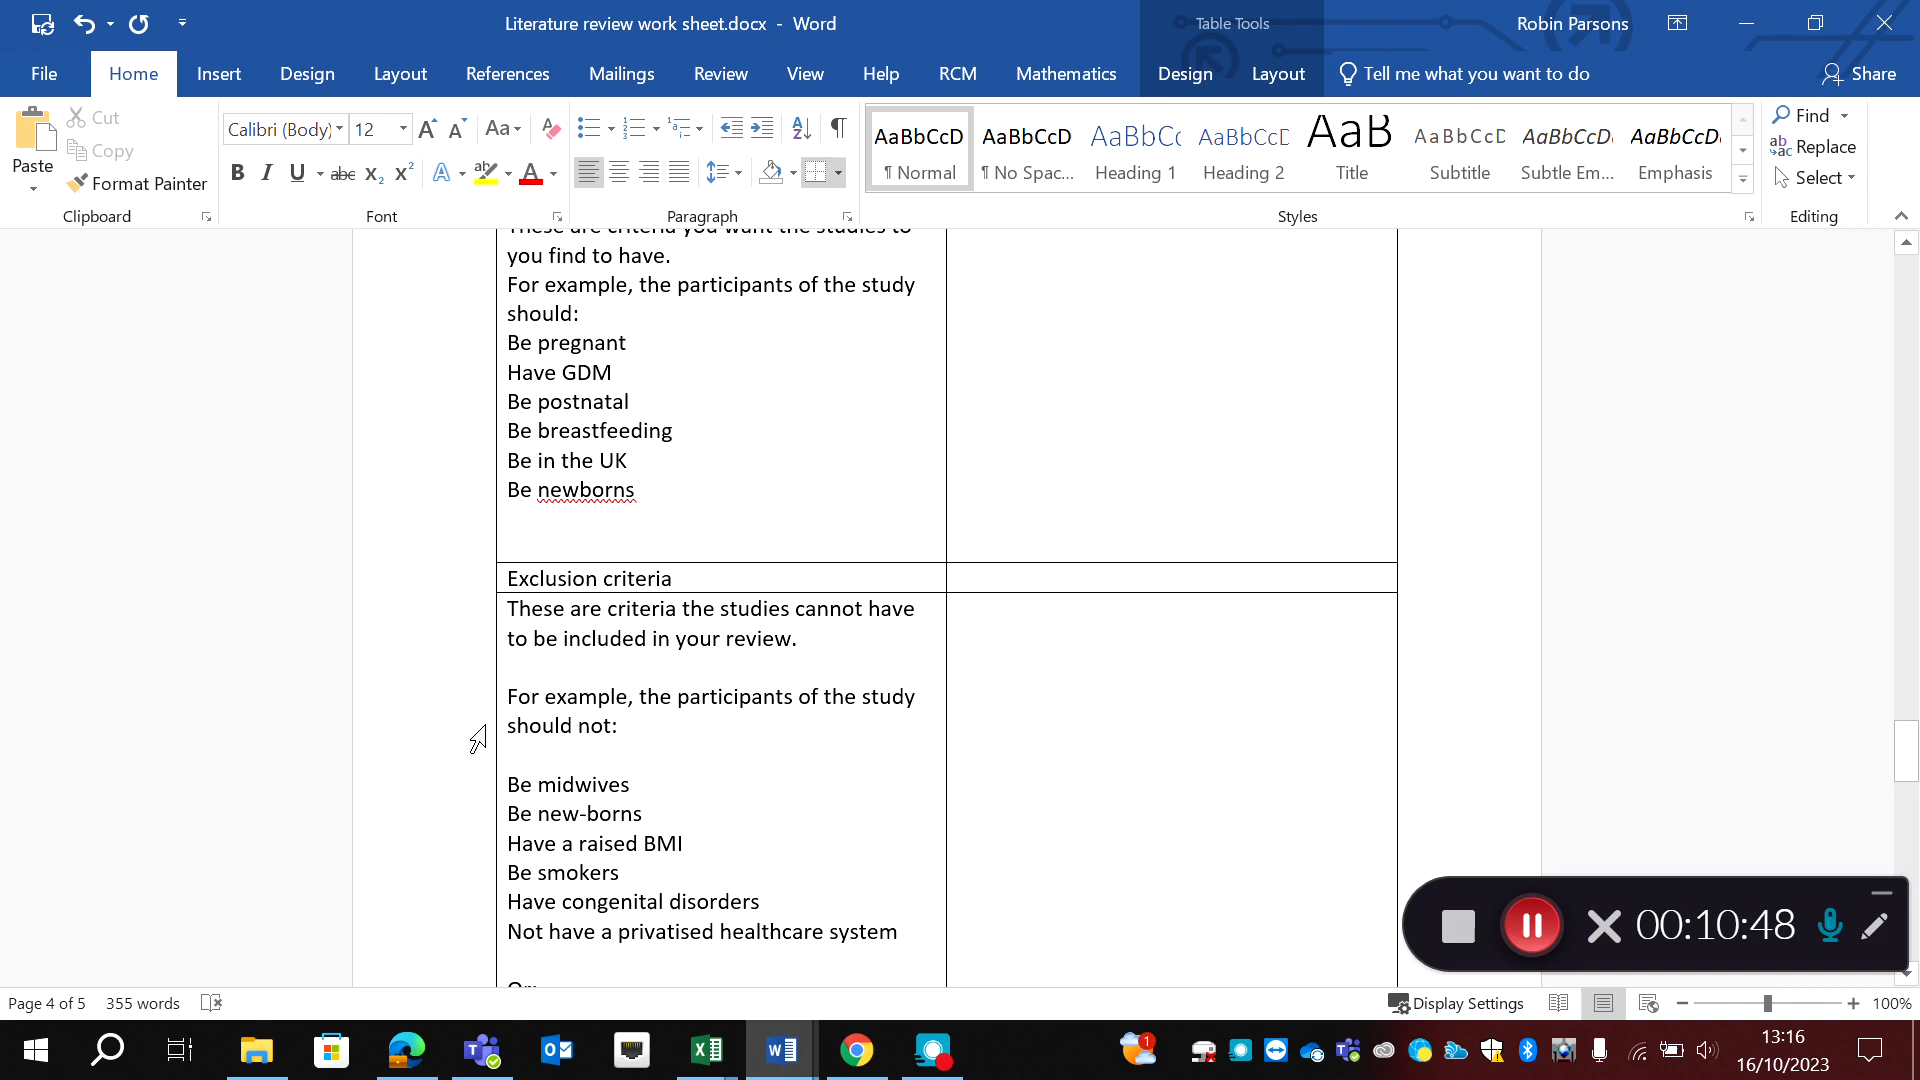 Literature review work sheet.docx - Word
Table Tools
Robin Parsons
File Home Insert Design Layout References Mailings Review View Help RCM Mathematics Design Layout Tell me what you want to do Share
Paste
Cut
Copy
Format Painter
Clipboard
Calibri (Body) 12
Font
Paragraph
AaBbCcD
¶ Normal
AaBbCcD
¶ No Spac...
AaBbCc
Heading 1
AaBbCcD
Heading 2
AaB
Title
AaBbCcD
Subtitle
AaBbCcD
Subtle Em...
AaBbCcD
Emphasis
Styles
Find
Replace
Select
Editing
These are criteria you want the studies to
you find to have.
For example, the participants of the study
should:
Be pregnant
Have GDM
Be postnatal
Be breastfeeding
Be in the UK
Be newborns
Exclusion criteria
These are criteria the studies cannot have
to be included in your review.
For example, the participants of the study
should not:
Be midwives
Be new-borns
Have a raised BMI
Be smokers
Have congenital disorders
Not have a privatised healthcare system
00:10:48
Page 4 of 5 355 words
Display Settings
100%
13:16
16/10/2023